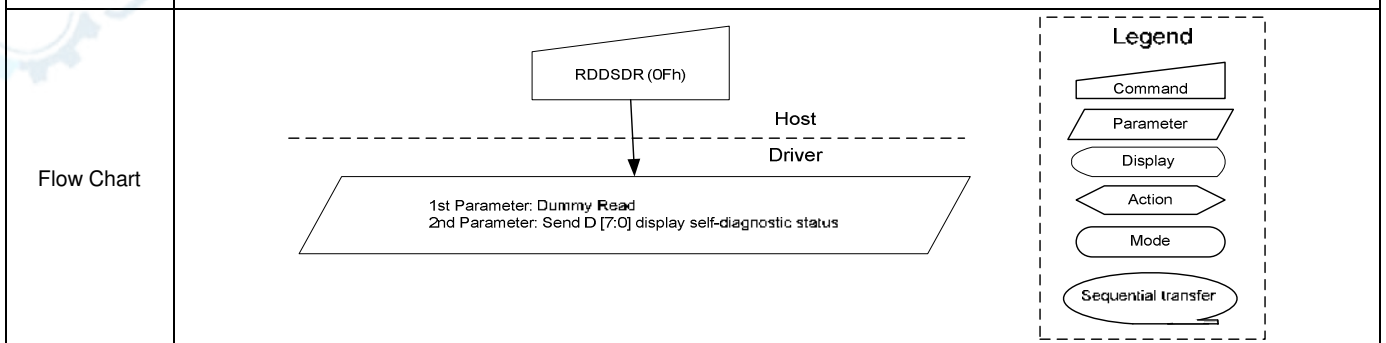 Flow Chart
RDDSDR (0Fh)
Host
Driver
1st Parameter: Dummy Read
2nd Parameter: Send D [7:0] display self-diagnostic status
Legend
Command
Parameter
Display
Action
Mode
Sequential transfer